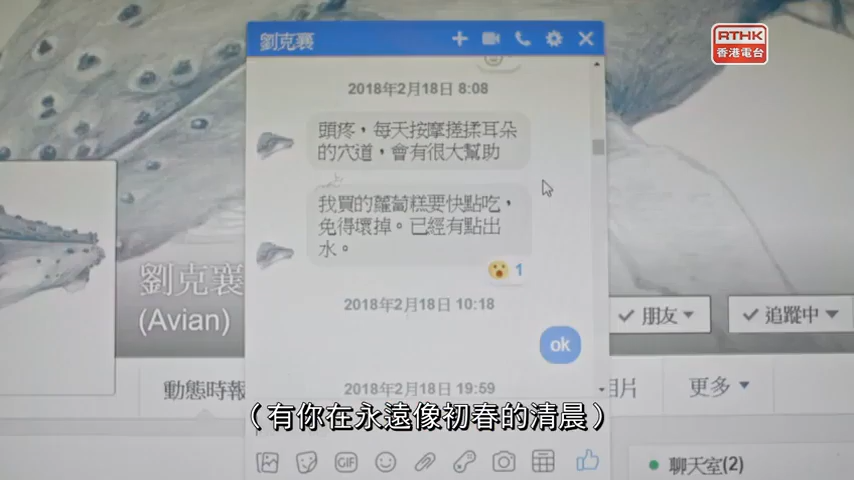 RTHK
香港電台
劉克襄
2018年2月18日 8:08
頭疼，每天按摩搓揉耳朵
的穴道，會有很大幫助
我買的蘿蔔糕要快點吃，
免得壞掉。已經有點出
水。
1
2018年2月18日 10:18
ok
2018年2月18日 19:59
劉克襄
(Avian)
朋友
追蹤中
動態時報
相片
更多
（有你在永遠像初春的清晨）
GIF
聊天室(2)